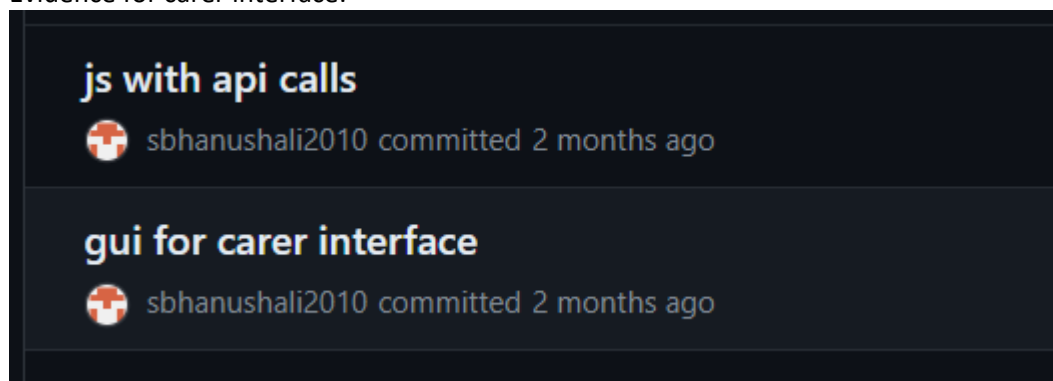 Evidence for carer interface:
js with api calls
sbhanushali2010 committed 2 months ago
gui for carer interface
sbhanushali2010 committed 2 months ago